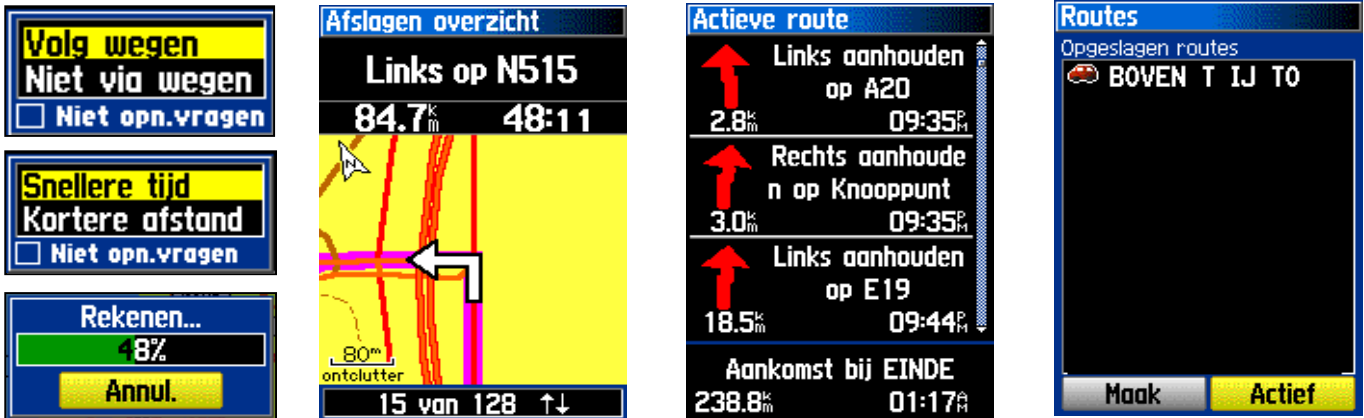 Volg wegen
Niet via wegen
Niet opn.vragen
Snellere tijd
Kortere afstand
Niet opn.vragen
Rekenen...
48%
Annul.
Afslagen overzicht
Links op N515
84.7km 48:11
N
80m
ontclutter
15 van 128 ↑↓
Actieve route
Links aanhouden
op A20
2.8km 09:35PM
Rechts aanhoude
n op Knooppunt
3.0km 09:35PM
Links aanhouden
op E19
18.5km 09:44PM
Aankomst bij EINDE
238.8km 01:17AM
Routes
Opgeslagen routes
BOVEN T IJ TO
Maak Actief